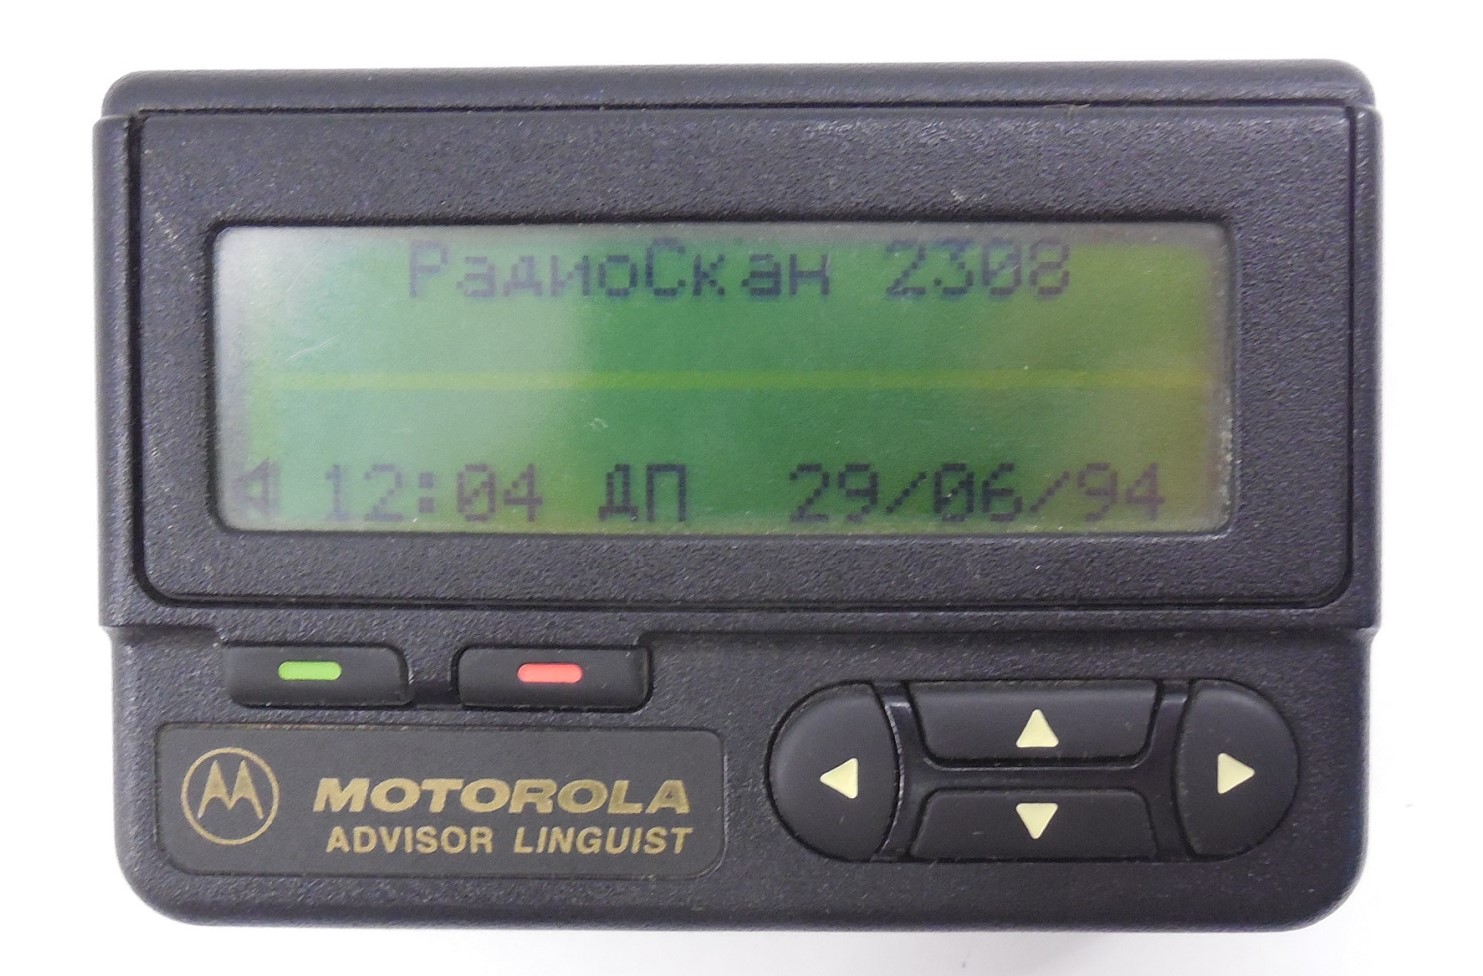 РадиоСкан 2308
12:04 ДП 29/06/94
MOTOROLA
ADVISOR LINGUIST